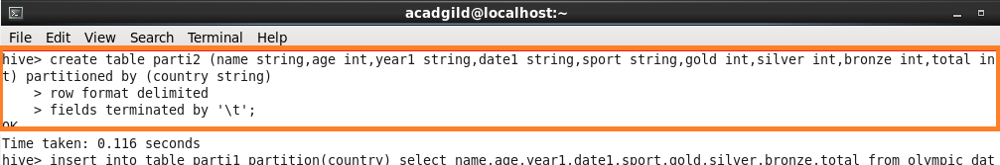 acadgild@localhost:~
File Edit View Search Terminal Help
hive> create table parti2 (name string,age int,year1 string,date1 string,sport string,gold int,silver int,bronze int,total in
t) partitioned by (country string)
    > row format delimited
    > fields terminated by '\t';
OK
Time taken: 0.116 seconds
hive> insert into table parti1 partition(country) select name,age,year1,date1,sport,gold,silver,bronze,total from olympic_dat